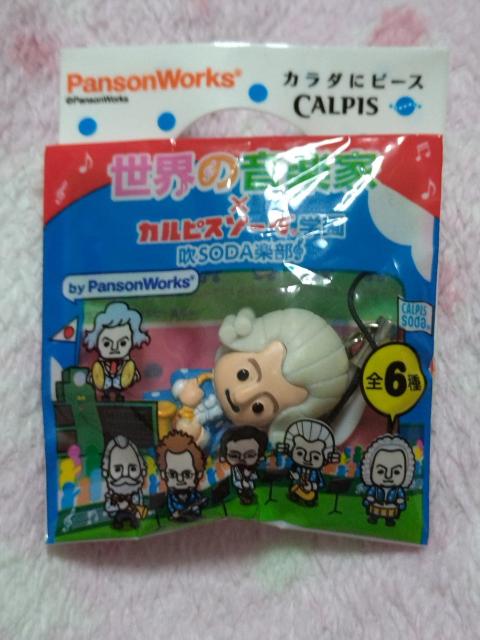 PansonWorks®
©PansonWorks
カラダにピース
CALPIS
世界の音楽家
×
カルピスソーダ学園
吹SODA楽部
by PansonWorks®
CALPIS
soda
全6種